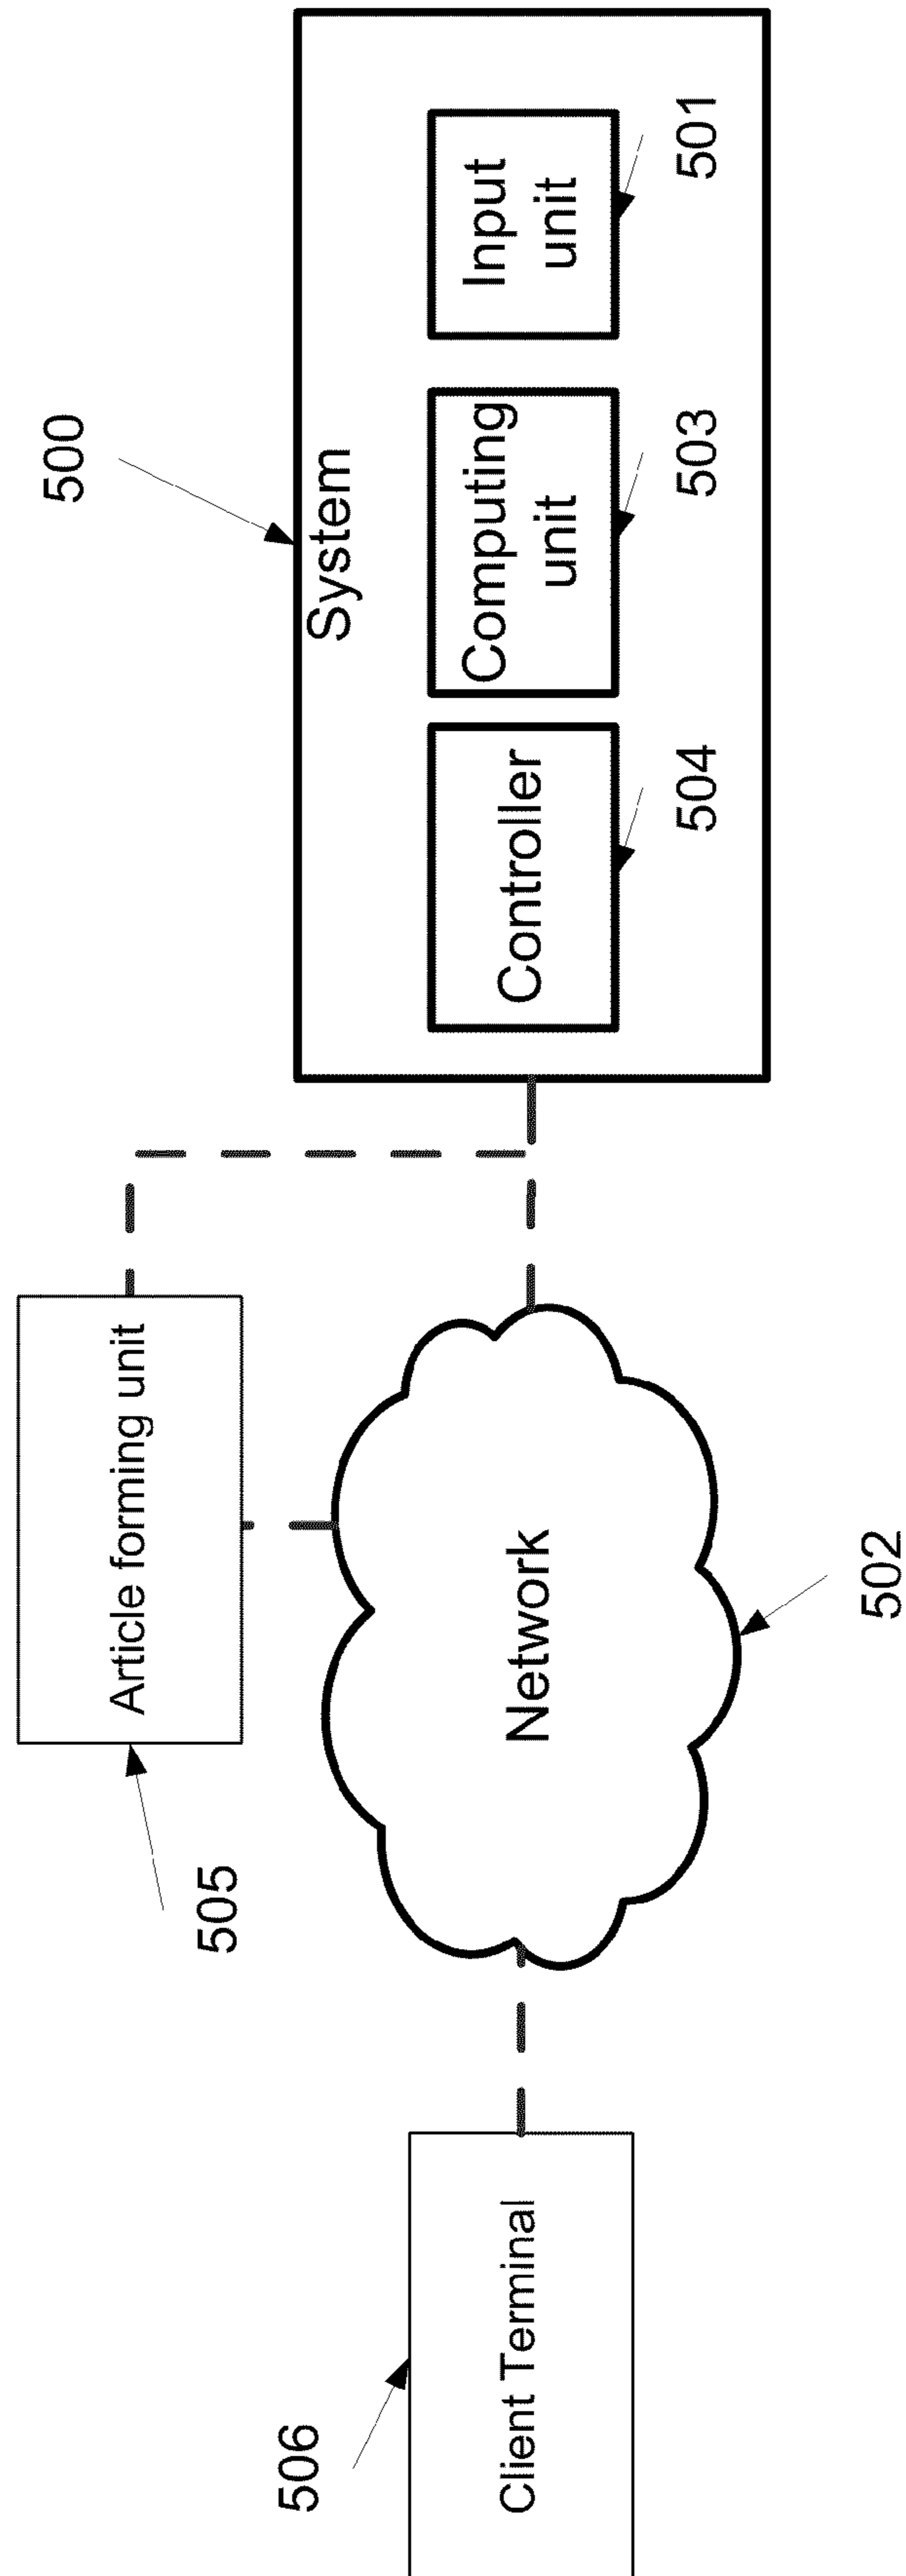 500
505
System
506
Article forming unit
Client Terminal
Network
Controller
Computing
unit
Input
unit
504
503
501
502